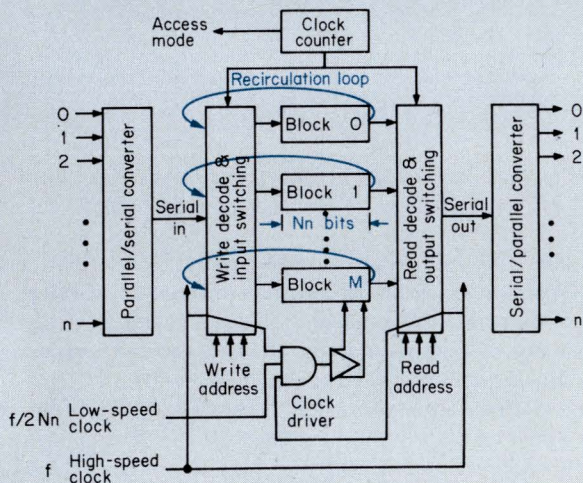 Access
mode
Clock
counter
Recirculation loop
0
1
2
n
Parallel/serial converter
Serial
in
Write decode &
input switching
Block 0
Block 1
Nn bits
Block M
Read decode &
output switching
Serial
out
Serial/parallel converter
0
1
2
n
Write
address
Clock
driver
Read
address
f/2 Nn Low-speed
clock
f High-speed
clock